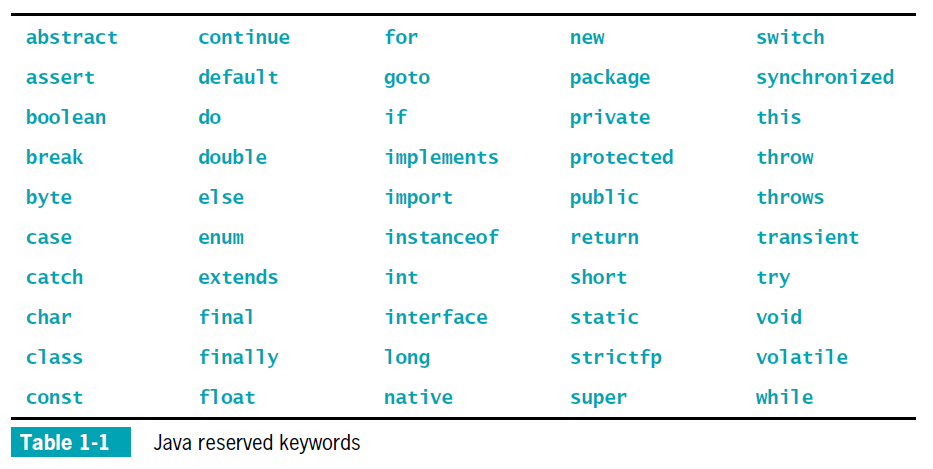 abstract continue for new switch
assert default goto package synchronized
boolean do if private this
break double implements protected throw
byte else import public throws
case enum instanceof return transient
catch extends int short try
char final interface static void
class finally long strictfp volatile
const float native super while
Table 1-1 Java reserved keywords